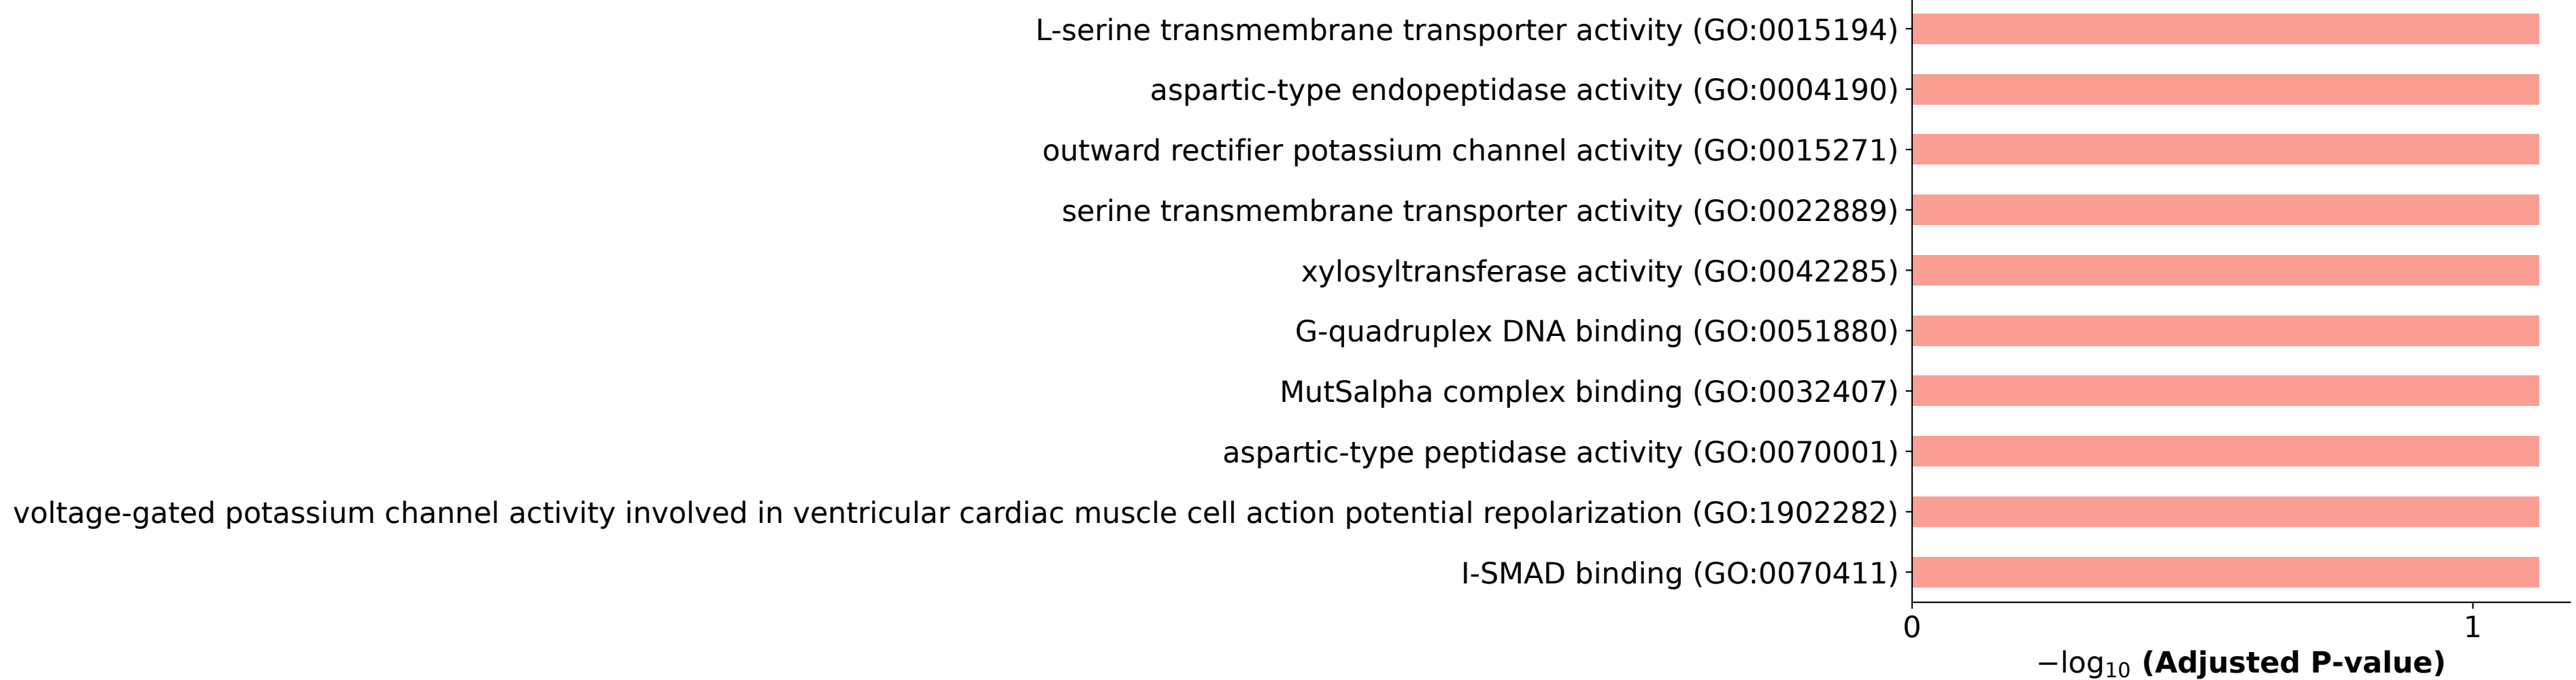 L-serine transmembrane transporter activity (GO:0015194)
aspartic-type endopeptidase activity (GO:0004190)
outward rectifier potassium channel activity (GO:0015271)
serine transmembrane transporter activity (GO:0022889)
xylosyltransferase activity (GO:0042285)
G-quadruplex DNA binding (GO:0051880)
MutSalpha complex binding (GO:0032407)
aspartic-type peptidase activity (GO:0070001)
voltage-gated potassium channel activity involved in ventricular cardiac muscle cell action potential repolarization (GO:1902282)
I-SMAD binding (GO:0070411)
0 1
−log₁₀ (Adjusted P-value)